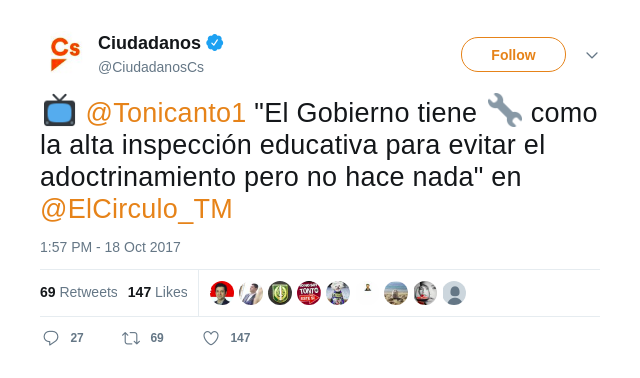 Cs
Ciudadanos
@CiudadanosCs
Follow
@Tonicanto1 "El Gobierno tiene 🔧 como
la alta inspección educativa para evitar el
adoctrinamiento pero no hace nada" en
@ElCirculo_TM
1:57 PM - 18 Oct 2017
69 Retweets 147 Likes
TONTO
27 69 147